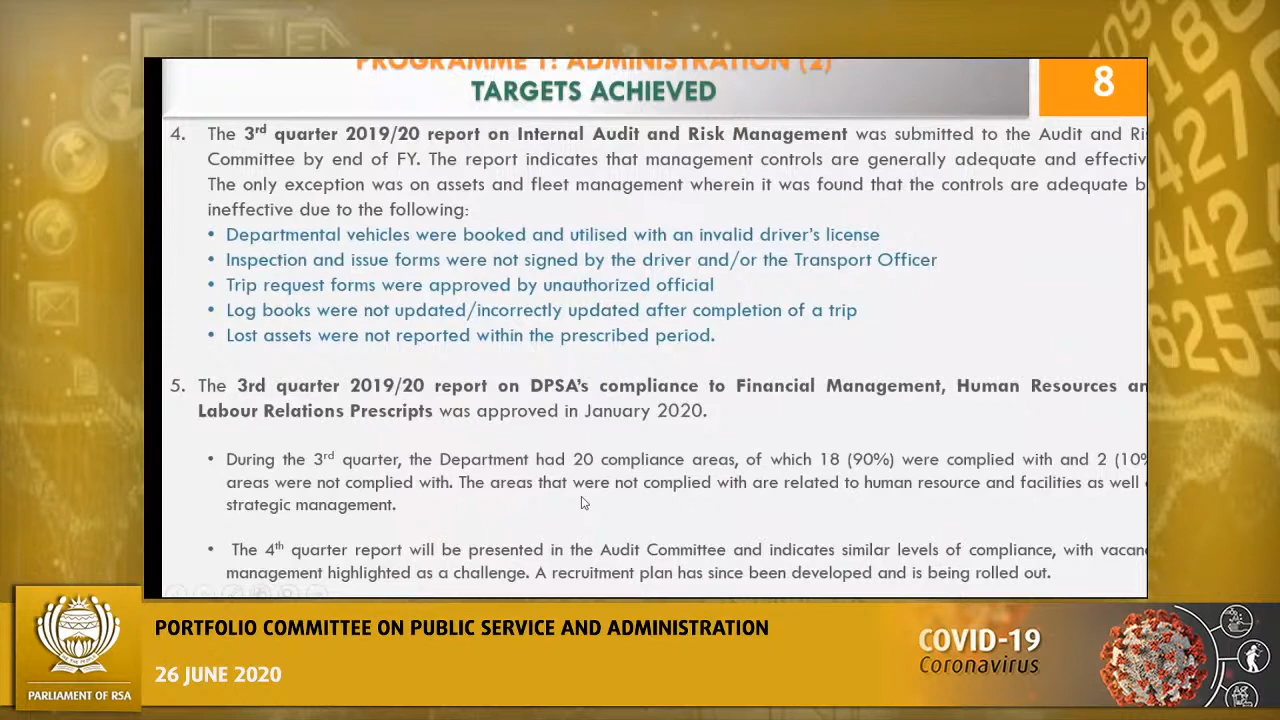 PROGRAMME 1: ADMINISTRATION (2)
TARGETS ACHIEVED
8
4. The 3rd quarter 2019/20 report on Internal Audit and Risk Management was submitted to the Audit and Ri
Committee by end of FY. The report indicates that management controls are generally adequate and effectiv
The only exception was on assets and fleet management wherein it was found that the controls are adequate b
ineffective due to the following:
• Departmental vehicles were booked and utilised with an invalid driver's license
• Inspection and issue forms were not signed by the driver and/or the Transport Officer
• Trip request forms were approved by unauthorized official
• Log books were not updated/incorrectly updated after completion of a trip
• Lost assets were not reported within the prescribed period.
5. The 3rd quarter 2019/20 report on DPSA's compliance to Financial Management, Human Resources an
Labour Relations Prescripts was approved in January 2020.
• During the 3rd quarter, the Department had 20 compliance areas, of which 18 (90%) were complied with and 2 (10%
areas were not complied with. The areas that were not complied with are related to human resource and facilities as well
strategic management.
• The 4th quarter report will be presented in the Audit Committee and indicates similar levels of compliance, with vacan
management highlighted as a challenge. A recruitment plan has since been developed and is being rolled out.
PORTFOLIO COMMITTEE ON PUBLIC SERVICE AND ADMINISTRATION
26 JUNE 2020
PARLIAMENT OF RSA
COVID-19
Coronavirus